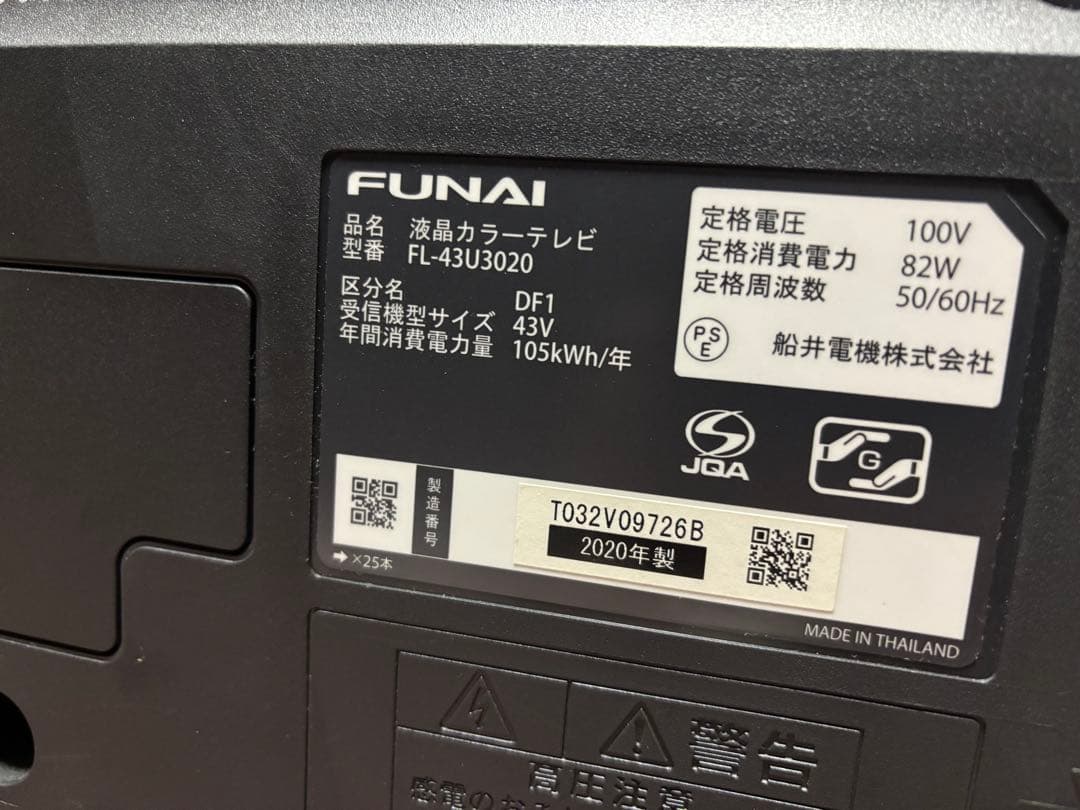 FUNAI
品名 液晶カラーテレビ
型番 FL-43U3020
区分名 DF1
受信機型サイズ 43V
年間消費電力量 105kWh/年
定格電圧 100V
定格消費電力 82W
定格周波数 50/60Hz
PSE 船井電機株式会社
JQA
G
製造番号
T032V09726B
2020年製
➔×25本
MADE IN THAILAND
警告
高圧注意
感電のお